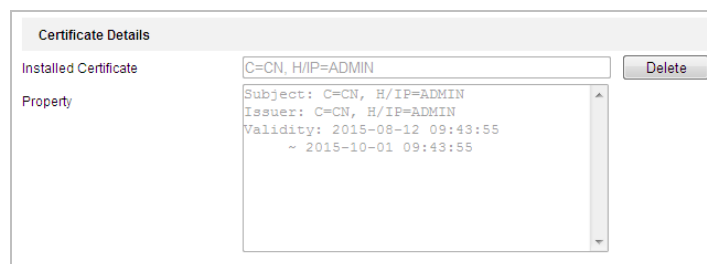 Certificate Details
Installed Certificate C=CN, H/IP=ADMIN Delete
Property Subject: C=CN, H/IP=ADMIN
Issuer: C=CN, H/IP=ADMIN
Validity: 2015-08-12 09:43:55
~ 2015-10-01 09:43:55